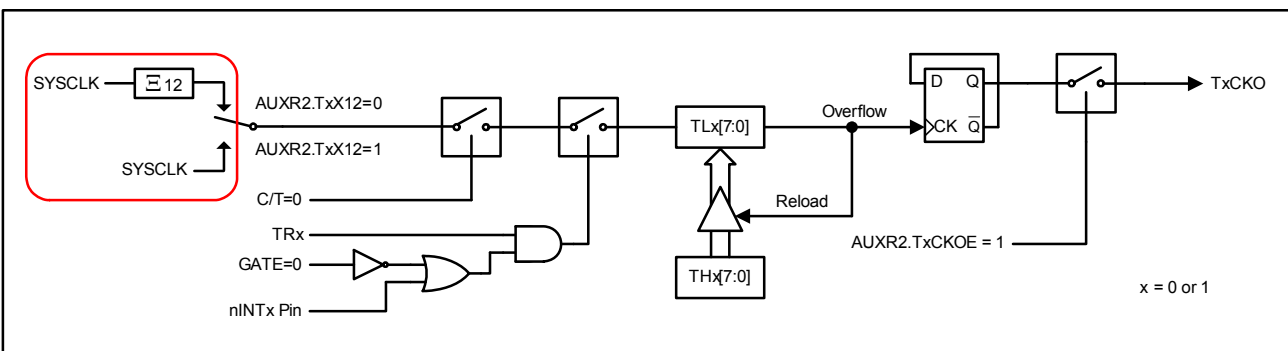 SYSCLK
Ξ 12
AUXR2.TxX12=0
AUXR2.TxX12=1
SYSCLK
C/T=0
TRx
GATE=0
nINTx Pin
TLx[7:0]
Overflow
Reload
THx[7:0]
D Q
CK Q̅
TxCKO
AUXR2.TxCKOE = 1
x = 0 or 1